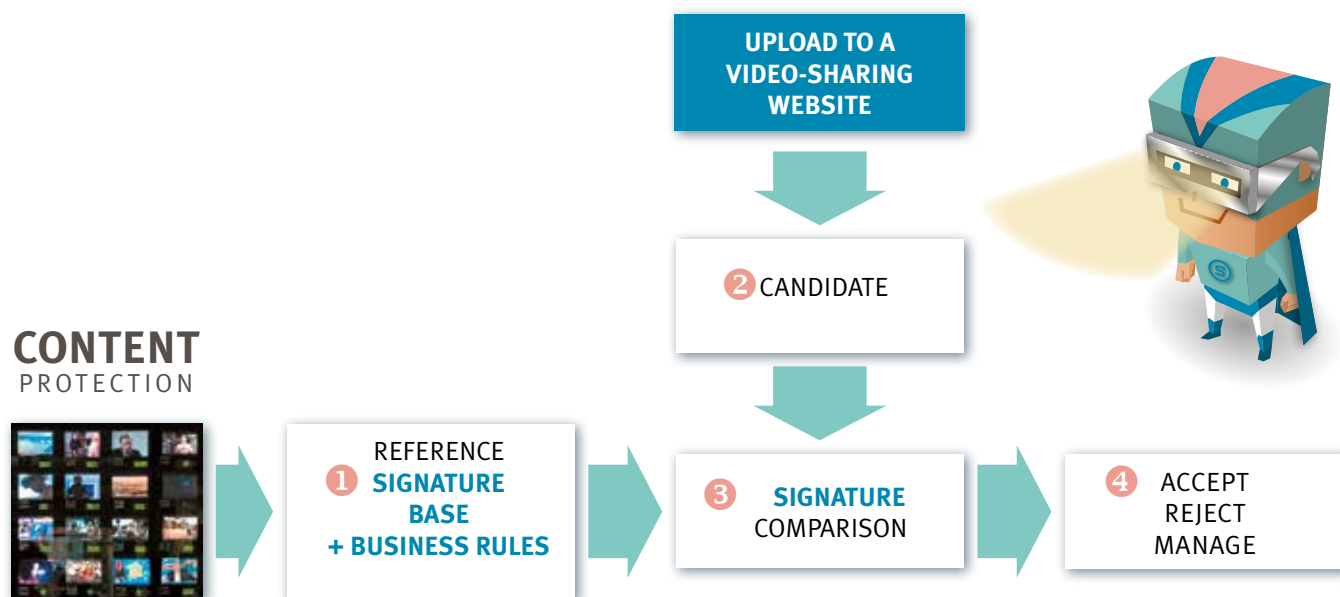 UPLOAD TO A
VIDEO-SHARING
WEBSITE
2 CANDIDATE
CONTENT
PROTECTION
REFERENCE
1 SIGNATURE
BASE
+ BUSINESS RULES
3 SIGNATURE
COMPARISON
4 ACCEPT
REJECT
MANAGE
S